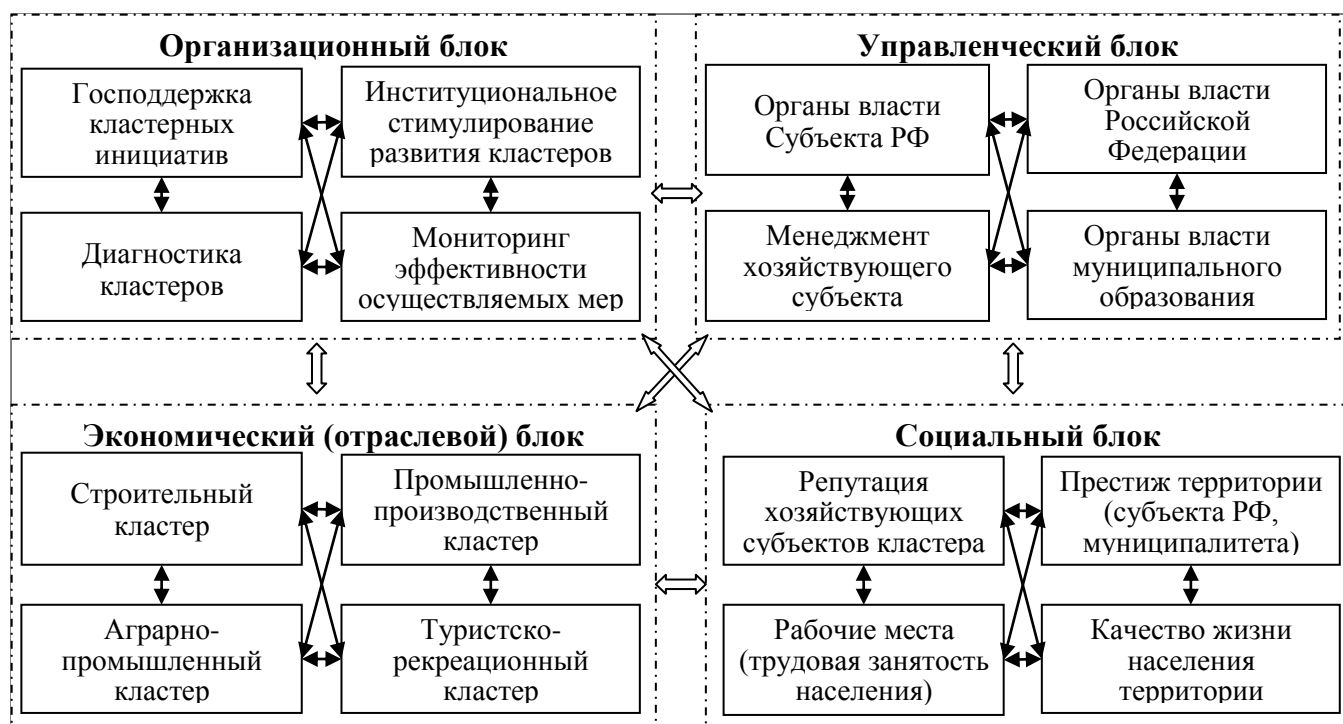 Организационный блок
Господдержка
кластерных
инициатив
Институциональное
стимулирование
развития кластеров
Диагностика
кластеров
Мониторинг
эффективности
осуществляемых мер
Управленческий блок
Органы власти
Субъекта РФ
Органы власти
Российской
Федерации
Менеджмент
хозяйствующего
субъекта
Органы власти
муниципального
образования
Экономический (отраслевой) блок
Строительный
кластер
Промышленно-
производственный
кластер
Аграрно-
промышленный
кластер
Туристско-
рекреационный
кластер
Социальный блок
Репутация
хозяйствующих
субъектов кластера
Престиж территории
(субъекта РФ,
муниципалитета)
Рабочие места
(трудовая занятость
населения)
Качество жизни
населения
территории